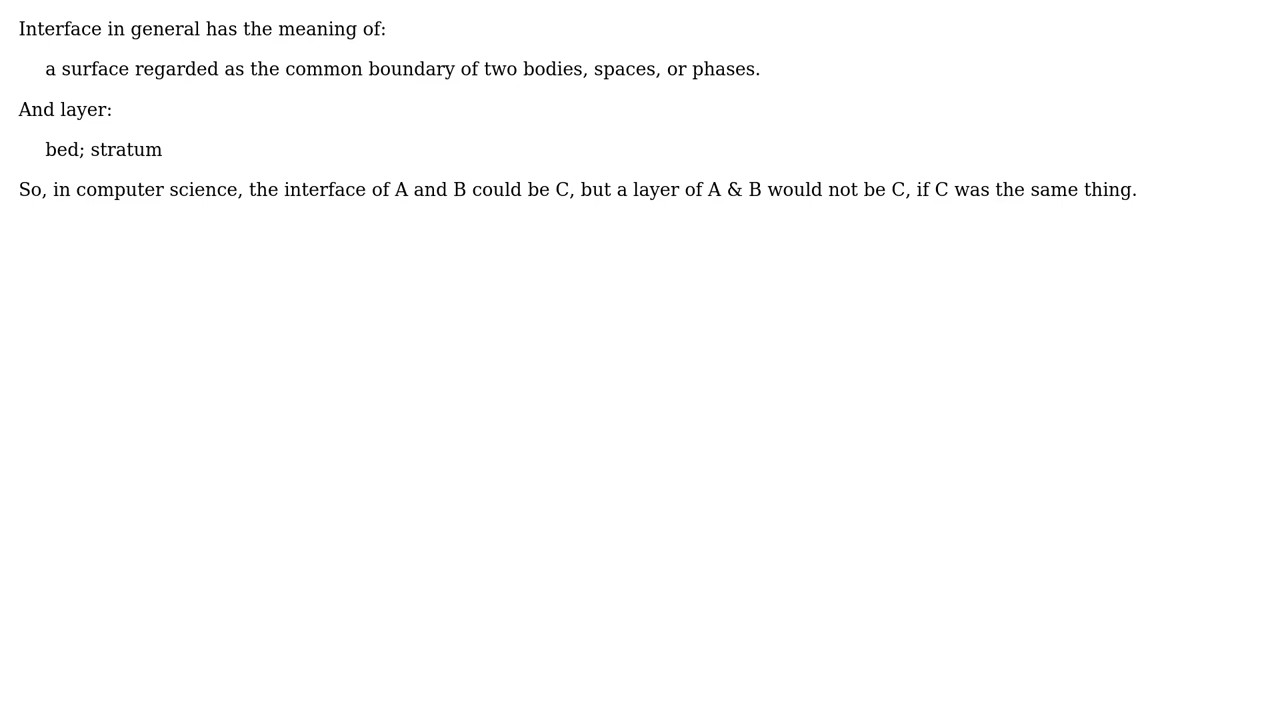 Interface in general has the meaning of:
a surface regarded as the common boundary of two bodies, spaces, or phases.
And layer:
bed; stratum
So, in computer science, the interface of A and B could be C, but a layer of A & B would not be C, if C was the same thing.